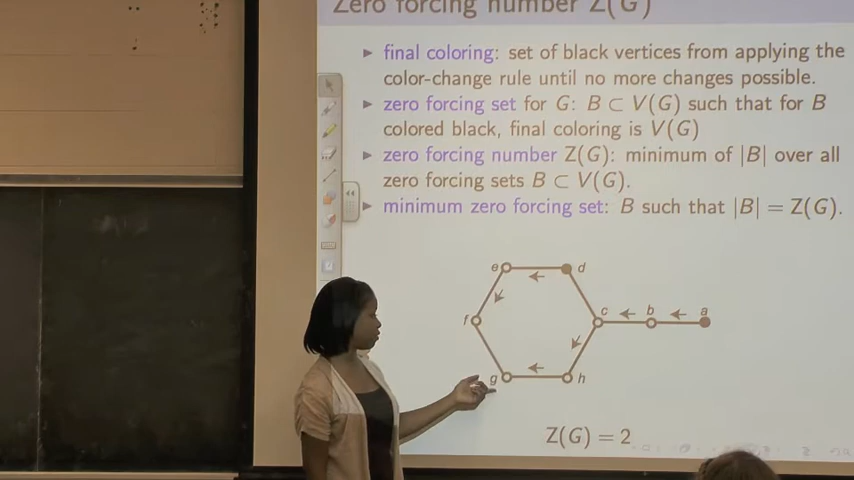 Zero forcing number Z(G)
final coloring: set of black vertices from applying the
color-change rule until no more changes possible.
zero forcing set for G: B ⊂ V(G) such that for B
colored black, final coloring is V(G)
zero forcing number Z(G): minimum of |B| over all
zero forcing sets B ⊂ V(G).
minimum zero forcing set: B such that |B| = Z(G).
e d
f c b a
g h
Z(G) = 2